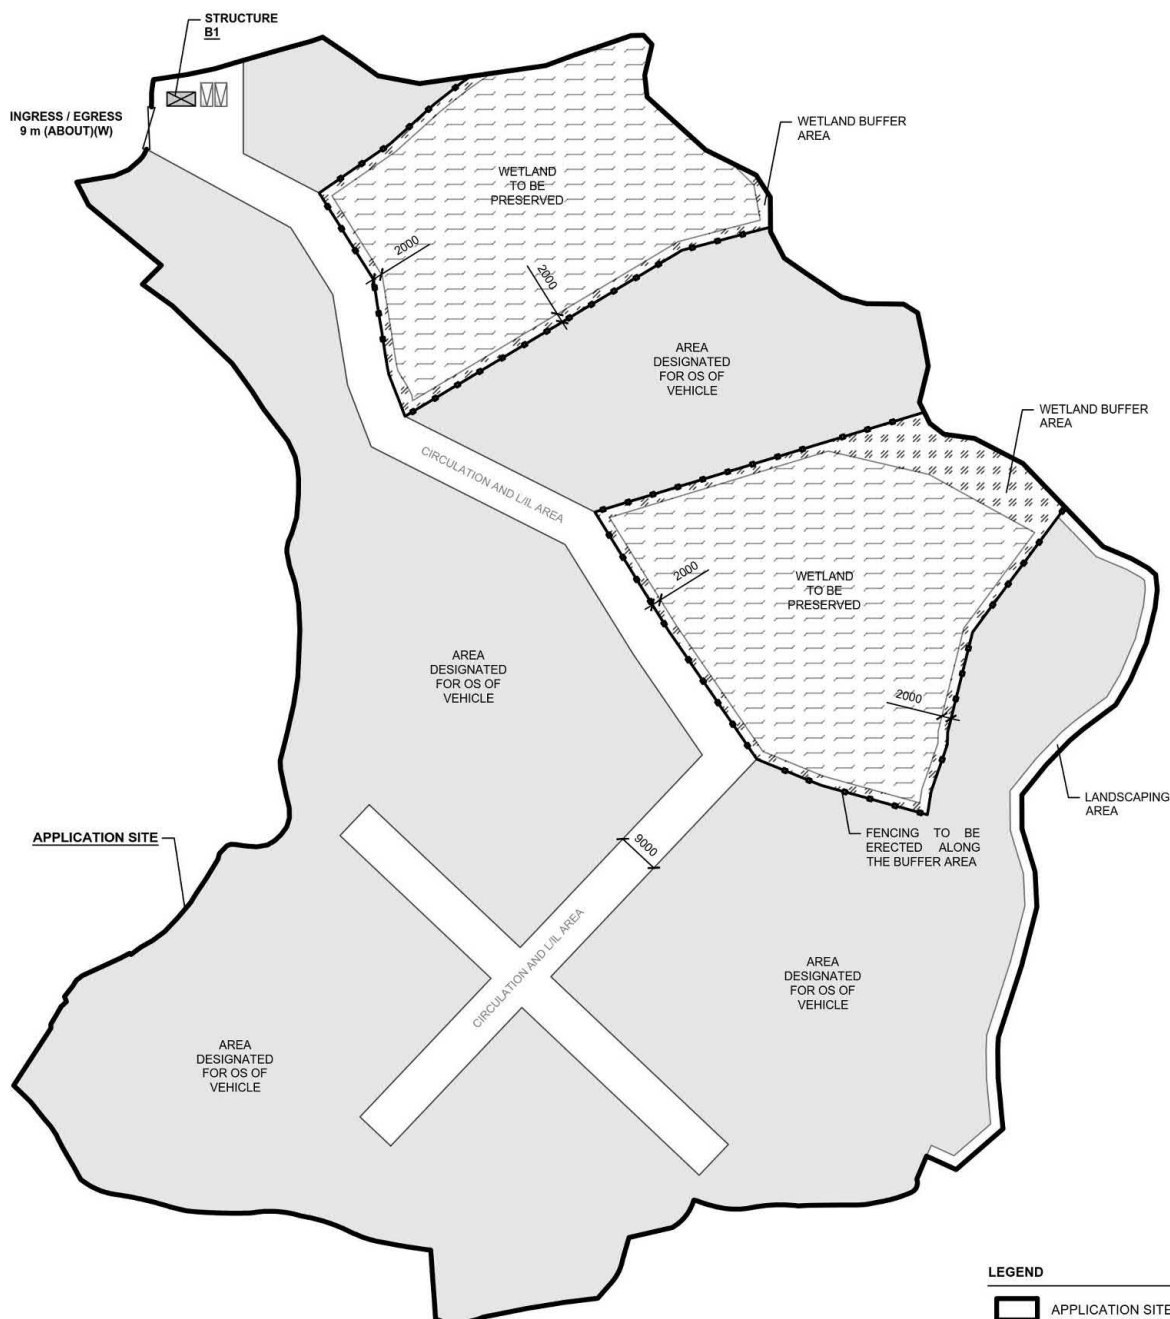 STRUCTURE
B1
INGRESS / EGRESS
9 m (ABOUT)(W)
WETLAND BUFFER
AREA
WETLAND
TO BE
PRESERVED
2000
2000
AREA
DESIGNATED
FOR OS OF
VEHICLE
WETLAND BUFFER
AREA
CIRCULATION AND L/IL AREA
2000
WETLAND
TO BE
PRESERVED
AREA
DESIGNATED
FOR OS OF
VEHICLE
2000
LANDSCAPING
AREA
APPLICATION SITE
FENCING TO BE
ERECTED ALONG
THE BUFFER AREA
9000
CIRCULATION AND L/IL AREA
AREA
DESIGNATED
FOR OS OF
VEHICLE
AREA
DESIGNATED
FOR OS OF
VEHICLE
LEGEND
APPLICATION SITE